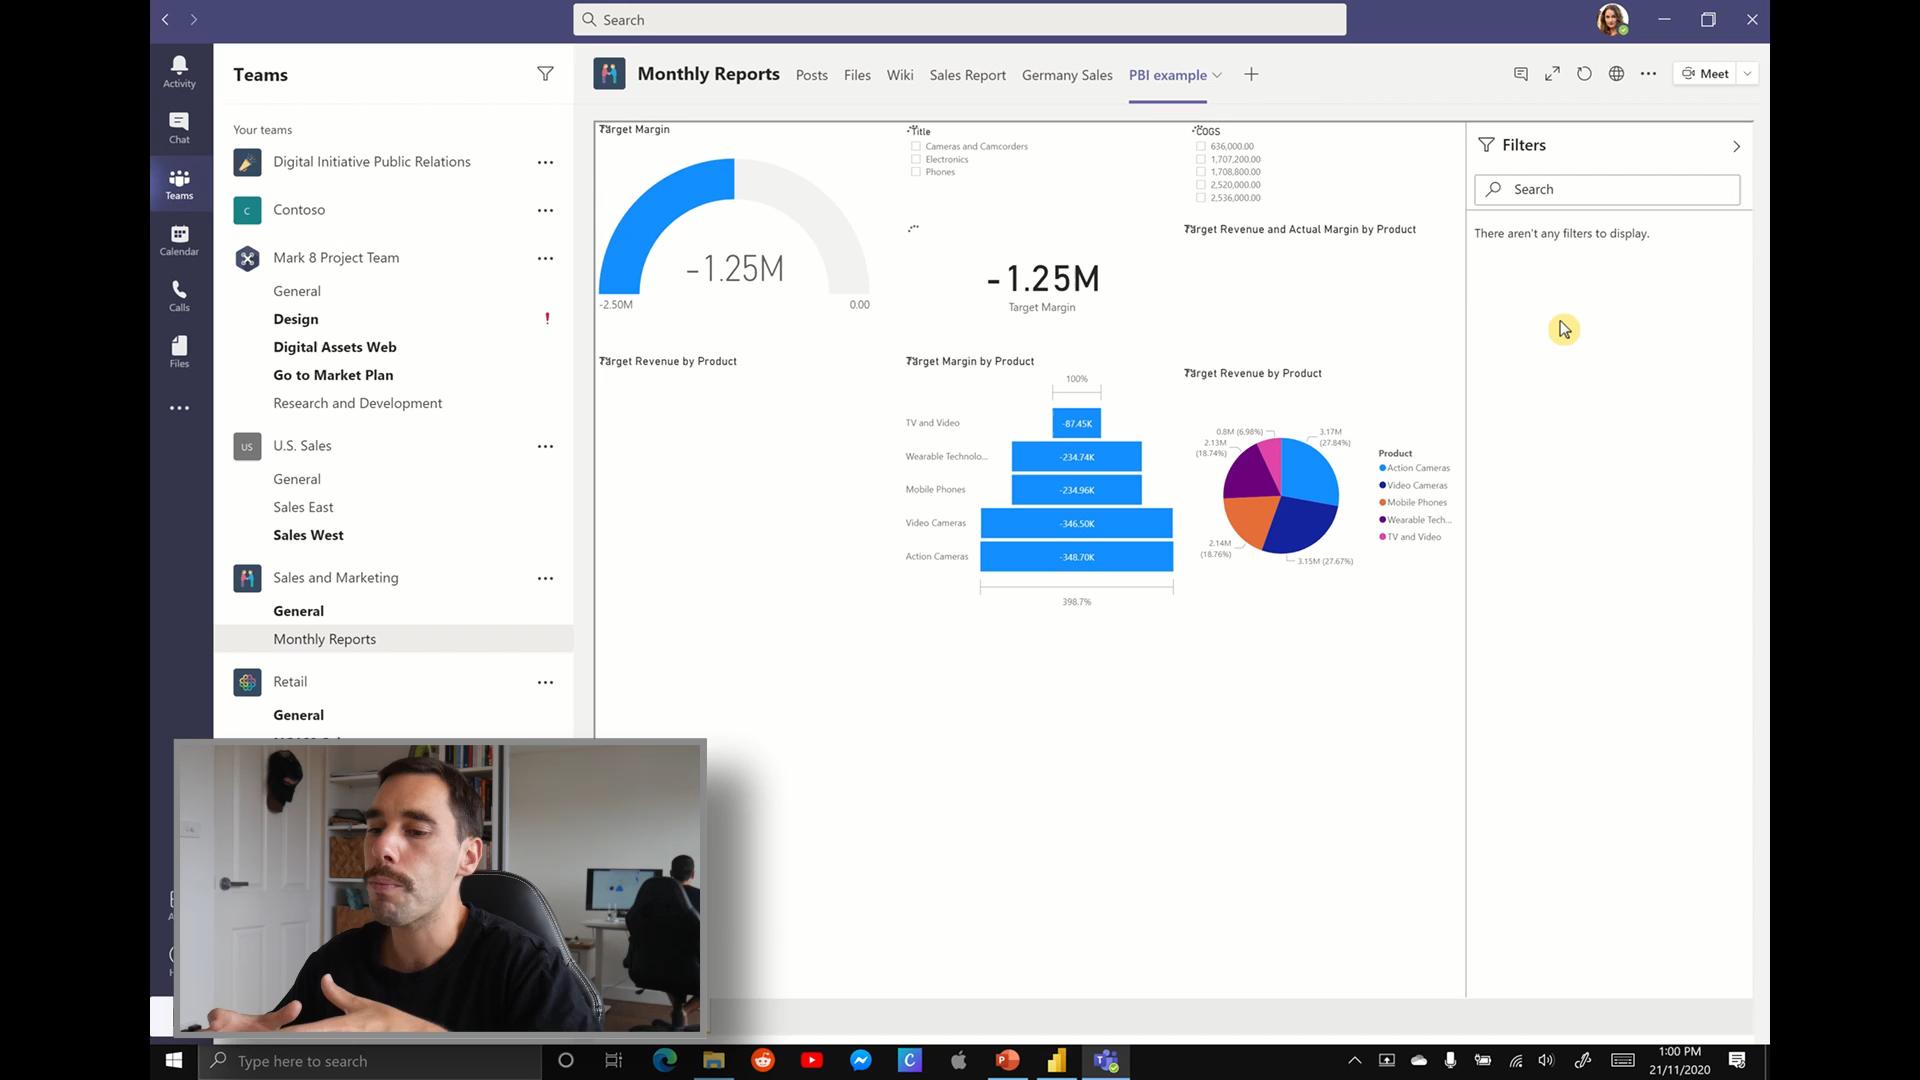 Search
Activity
Chat
Teams
Calendar
Calls
Files
Teams
Your teams
Digital Initiative Public Relations
C
Contoso
Mark 8 Project Team
General
Design
!
Digital Assets Web
Go to Market Plan
Research and Development
US
U.S. Sales
General
Sales East
Sales West
Sales and Marketing
General
Monthly Reports
Retail
General
Monthly Reports
Posts
Files
Wiki
Sales Report
Germany Sales
PBI example
Meet
Target Margin
-1.25M
-2.50M
0.00
Title
Cameras and Camcorders
Electronics
Phones
COGS
636,000.00
1,707,200.00
1,708,800.00
2,520,000.00
2,536,000.00
-1.25M
Target Margin
Target Revenue and Actual Margin by Product
Target Revenue by Product
Target Margin by Product
100%
TV and Video
-87.45K
Wearable Technolo...
-234.74K
Mobile Phones
-234.96K
Video Cameras
-346.50K
Action Cameras
-348.70K
398.7%
Target Revenue by Product
0.8M (6.98%)
2.13M
(18.74%)
3.17M
(27.84%)
2.14M
(18.76%)
3.15M (27.67%)
Product
Action Cameras
Video Cameras
Mobile Phones
Wearable Tech...
TV and Video
Filters
Search
There aren't any filters to display.
Type here to search
1:00 PM
21/11/2020